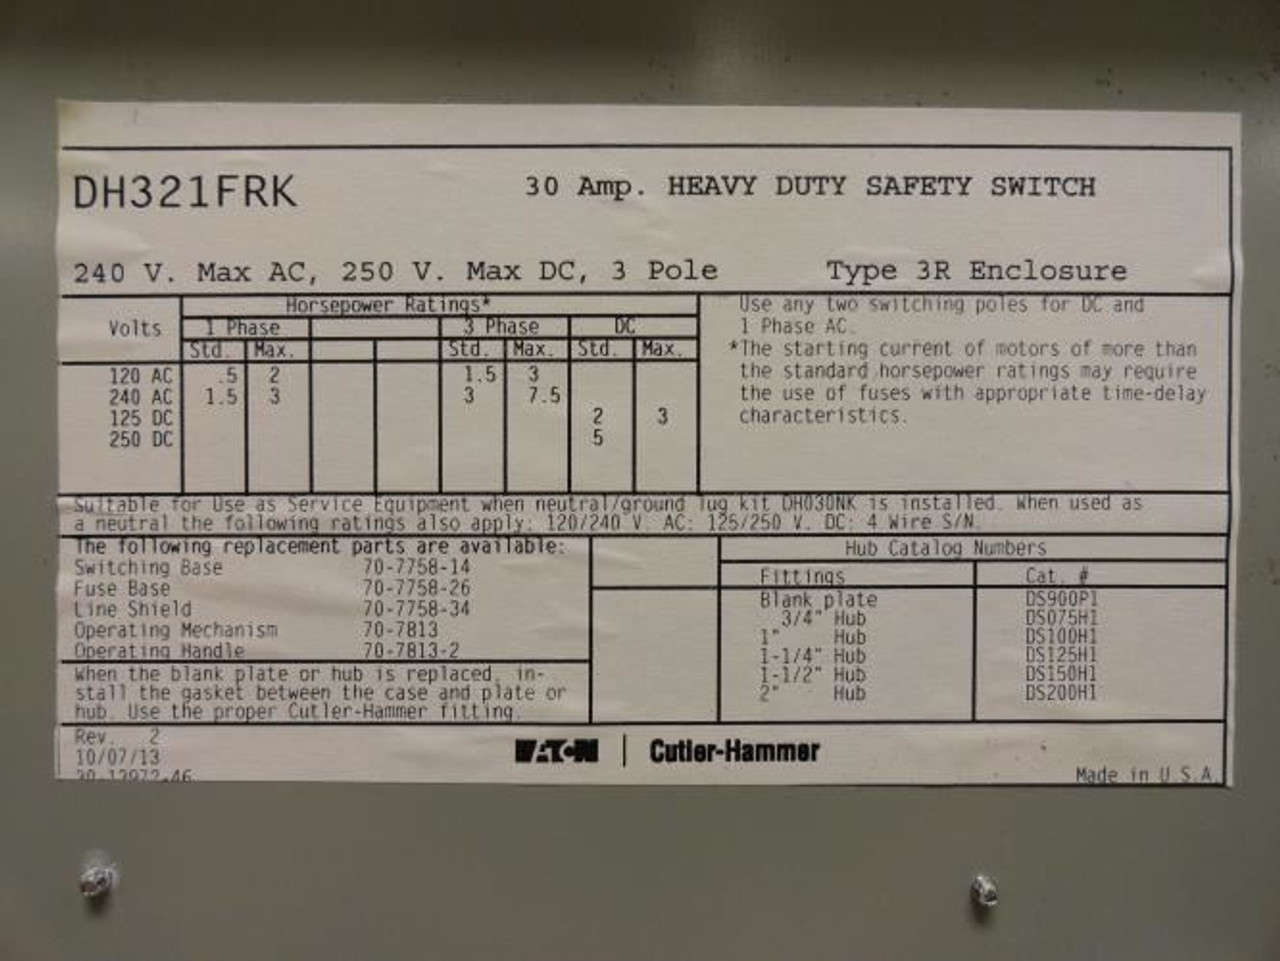 DH321FRK 30 Amp. HEAVY DUTY SAFETY SWITCH
240 V. Max AC, 250 V. Max DC, 3 Pole Type 3R Enclosure
Horsepower Ratings*
Volts 1 Phase 3 Phase DC
Std. Max. Std. Max. Std. Max.
120 AC .5 2 1.5 3
240 AC 1.5 3 3 7.5
125 DC 2 3
250 DC 5
Use any two switching poles for DC and
1 Phase AC.
*The starting current of motors of more than
the standard horsepower ratings may require
the use of fuses with appropriate time-delay
characteristics.
Suitable for Use as Service Equipment when neutral/ground lug kit DH030NK is installed. When used as
a neutral the following ratings also apply: 120/240 V. AC: 125/250 V. DC: 4 Wire S/N.
The following replacement parts are available:
Switching Base 70-7758-14
Fuse Base 70-7758-26
Line Shield 70-7758-34
Operating Mechanism 70-7813
Operating Handle 70-7813-2
When the blank plate or hub is replaced, in-
stall the gasket between the case and plate or
hub. Use the proper Cutler-Hammer fitting.
Hub Catalog Numbers
Fittings Cat. #
Blank plate DS900P1
3/4" Hub DS075H1
1" Hub DS100H1
1-1/4" Hub DS125H1
1-1/2" Hub DS150H1
2" Hub DS200H1
Rev. 2
10/07/13
30-13972-46
EATON | Cutler-Hammer
Made in U.S.A.